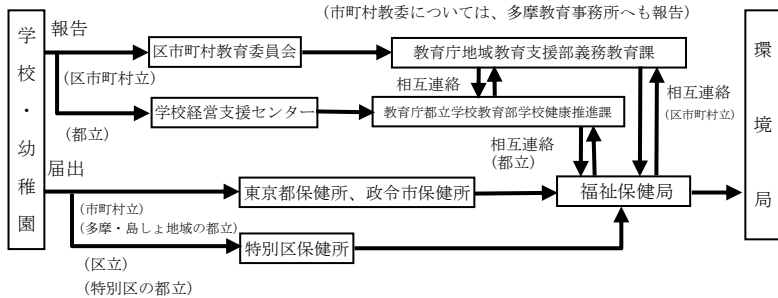 (市町村教委については、多摩教育事務所へも報告)
学校・幼稚園
報告
区市町村教育委員会
教育庁地域教育支援部義務教育課
環境局
(区市町村立)
相互連絡
相互連絡
(区市町村立)
学校経営支援センター
教育庁都立学校教育部学校健康推進課
(都立)
相互連絡
(都立)
届出
東京都保健所、政令市保健所
福祉保健局
(市町村立)
(多摩・島しょ地域の都立)
特別区保健所
(区立)
(特別区の都立)